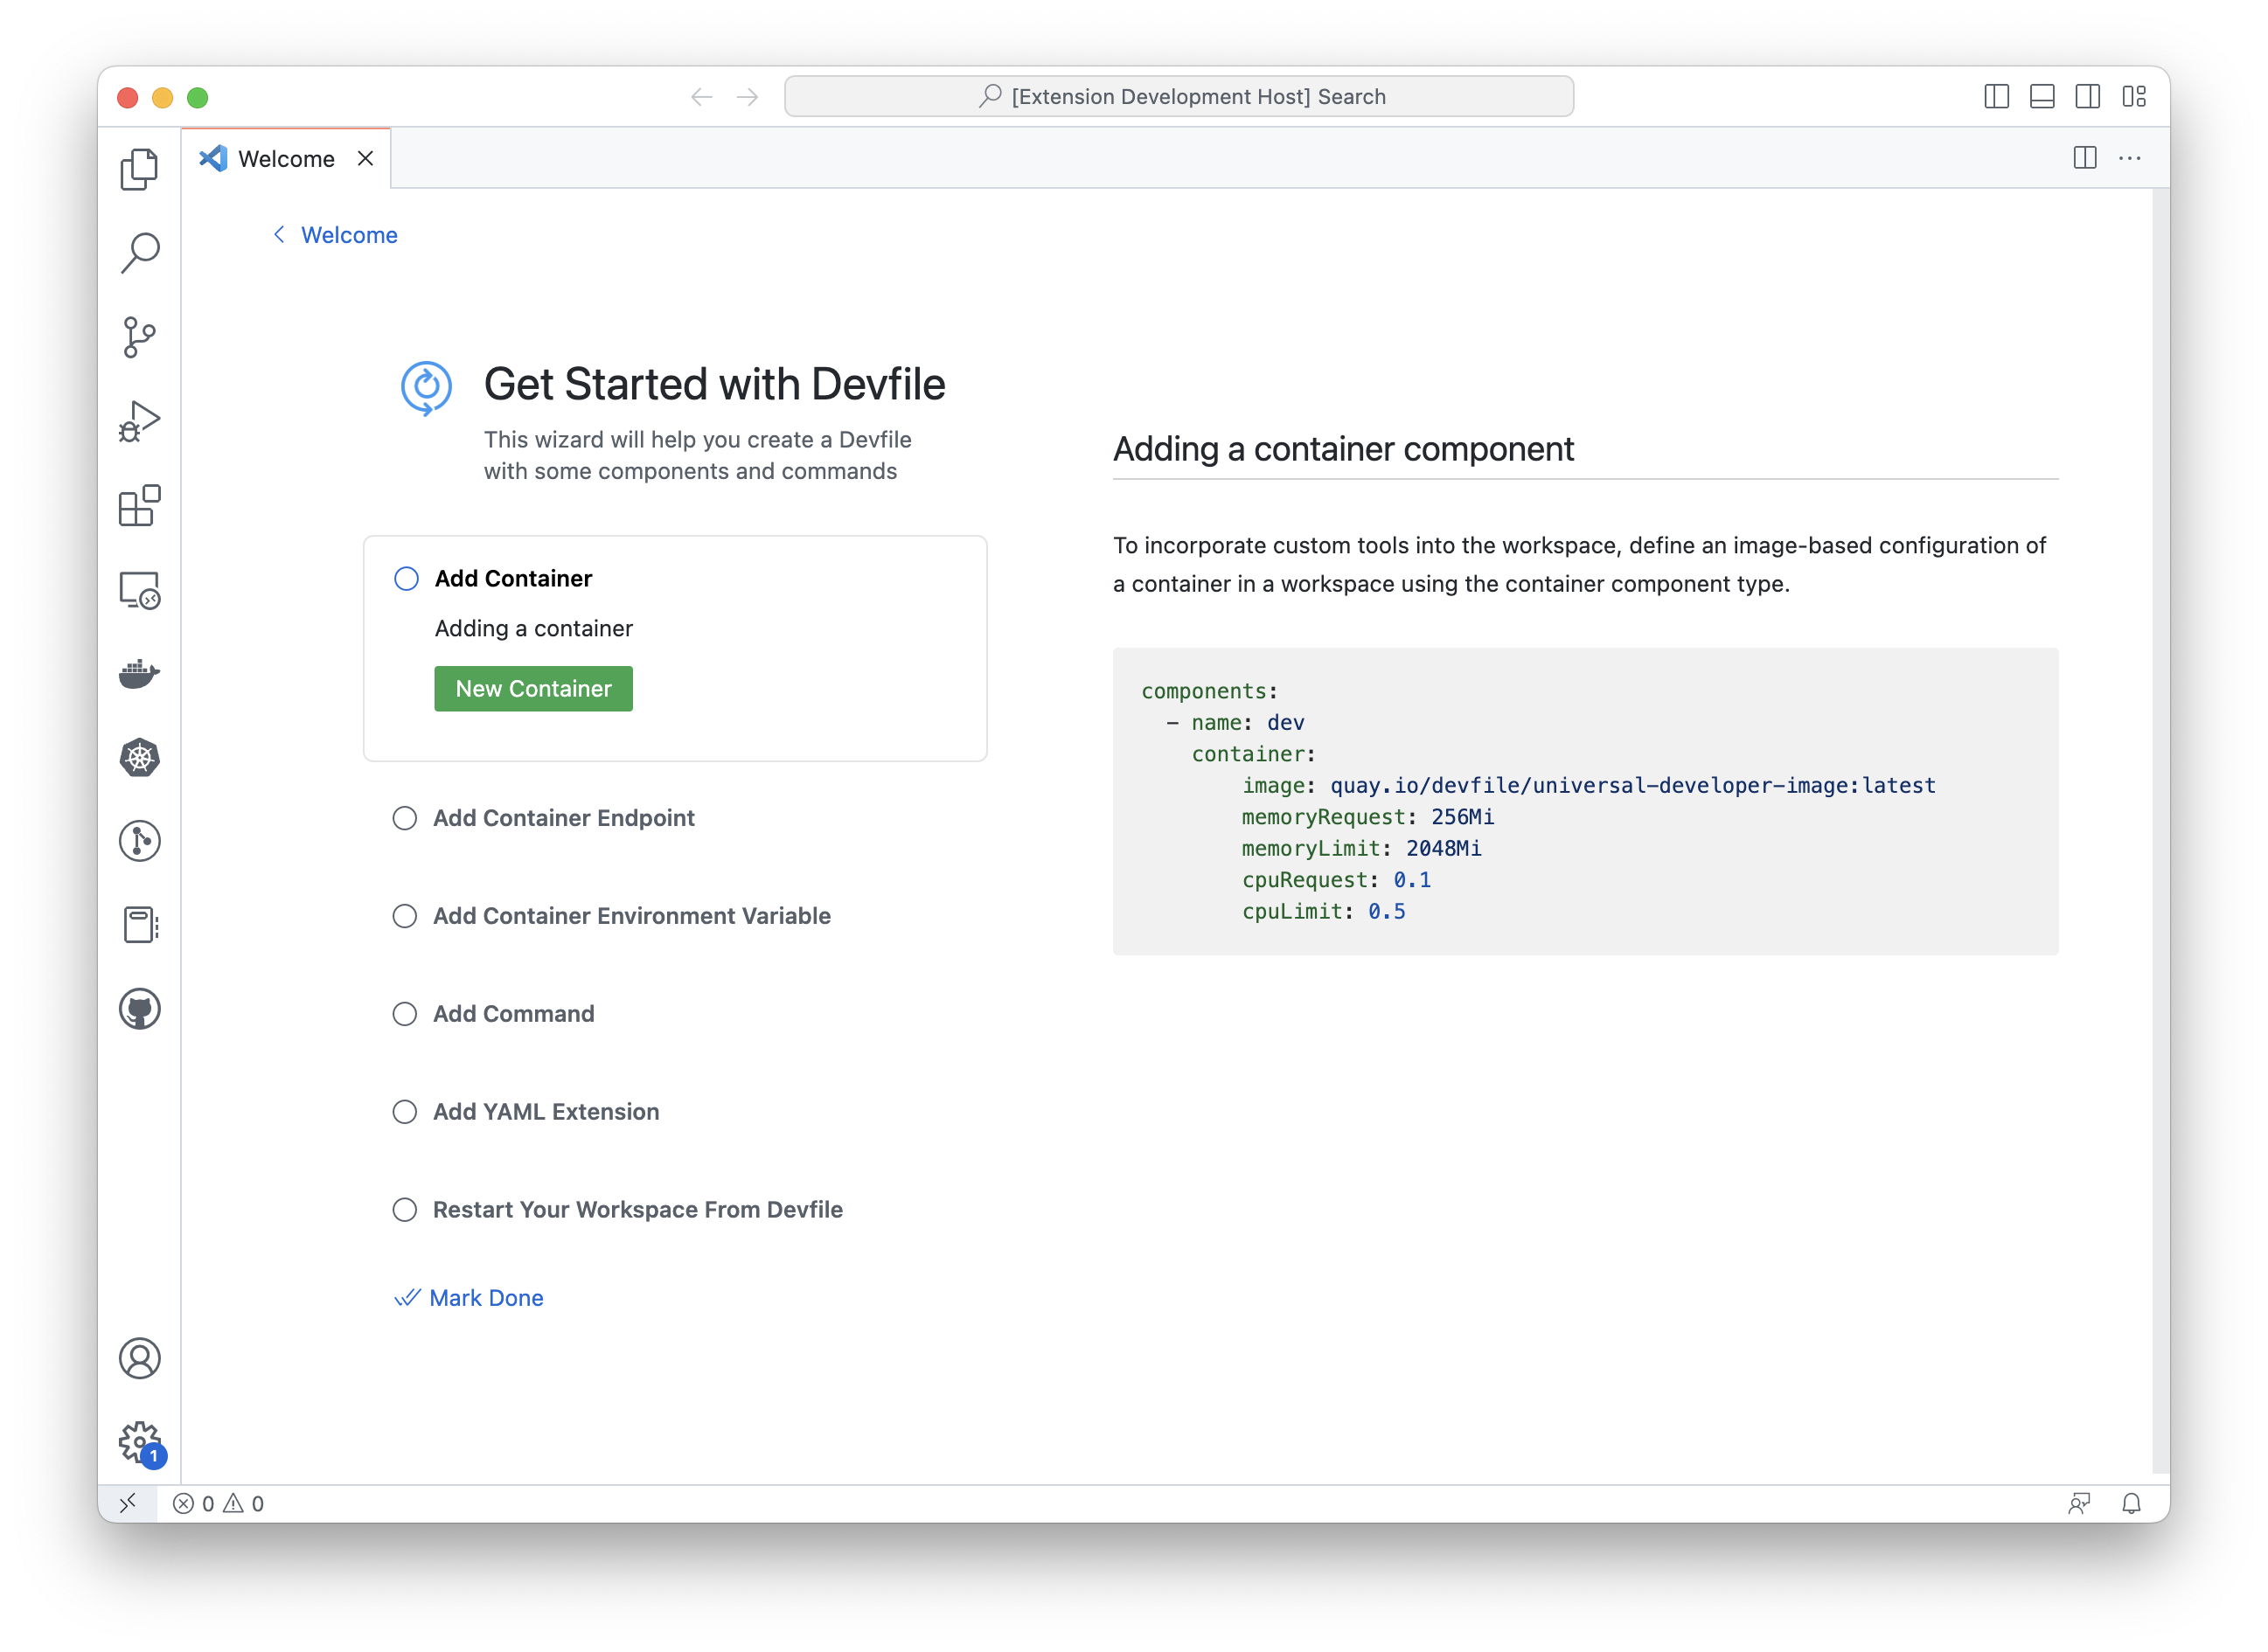 [Extension Development Host] Search
Welcome
Welcome
Get Started with Devfile
This wizard will help you create a Devfile
with some components and commands
Add Container
Adding a container
New Container
Add Container Endpoint
Add Container Environment Variable
Add Command
Add YAML Extension
Restart Your Workspace From Devfile
Mark Done
Adding a container component
To incorporate custom tools into the workspace, define an image-based configuration of
a container in a workspace using the container component type.
components:
  - name: dev
    container:
        image: quay.io/devfile/universal-developer-image:latest
        memoryRequest: 256Mi
        memoryLimit: 2048Mi
        cpuRequest: 0.1
        cpuLimit: 0.5
1
0 0